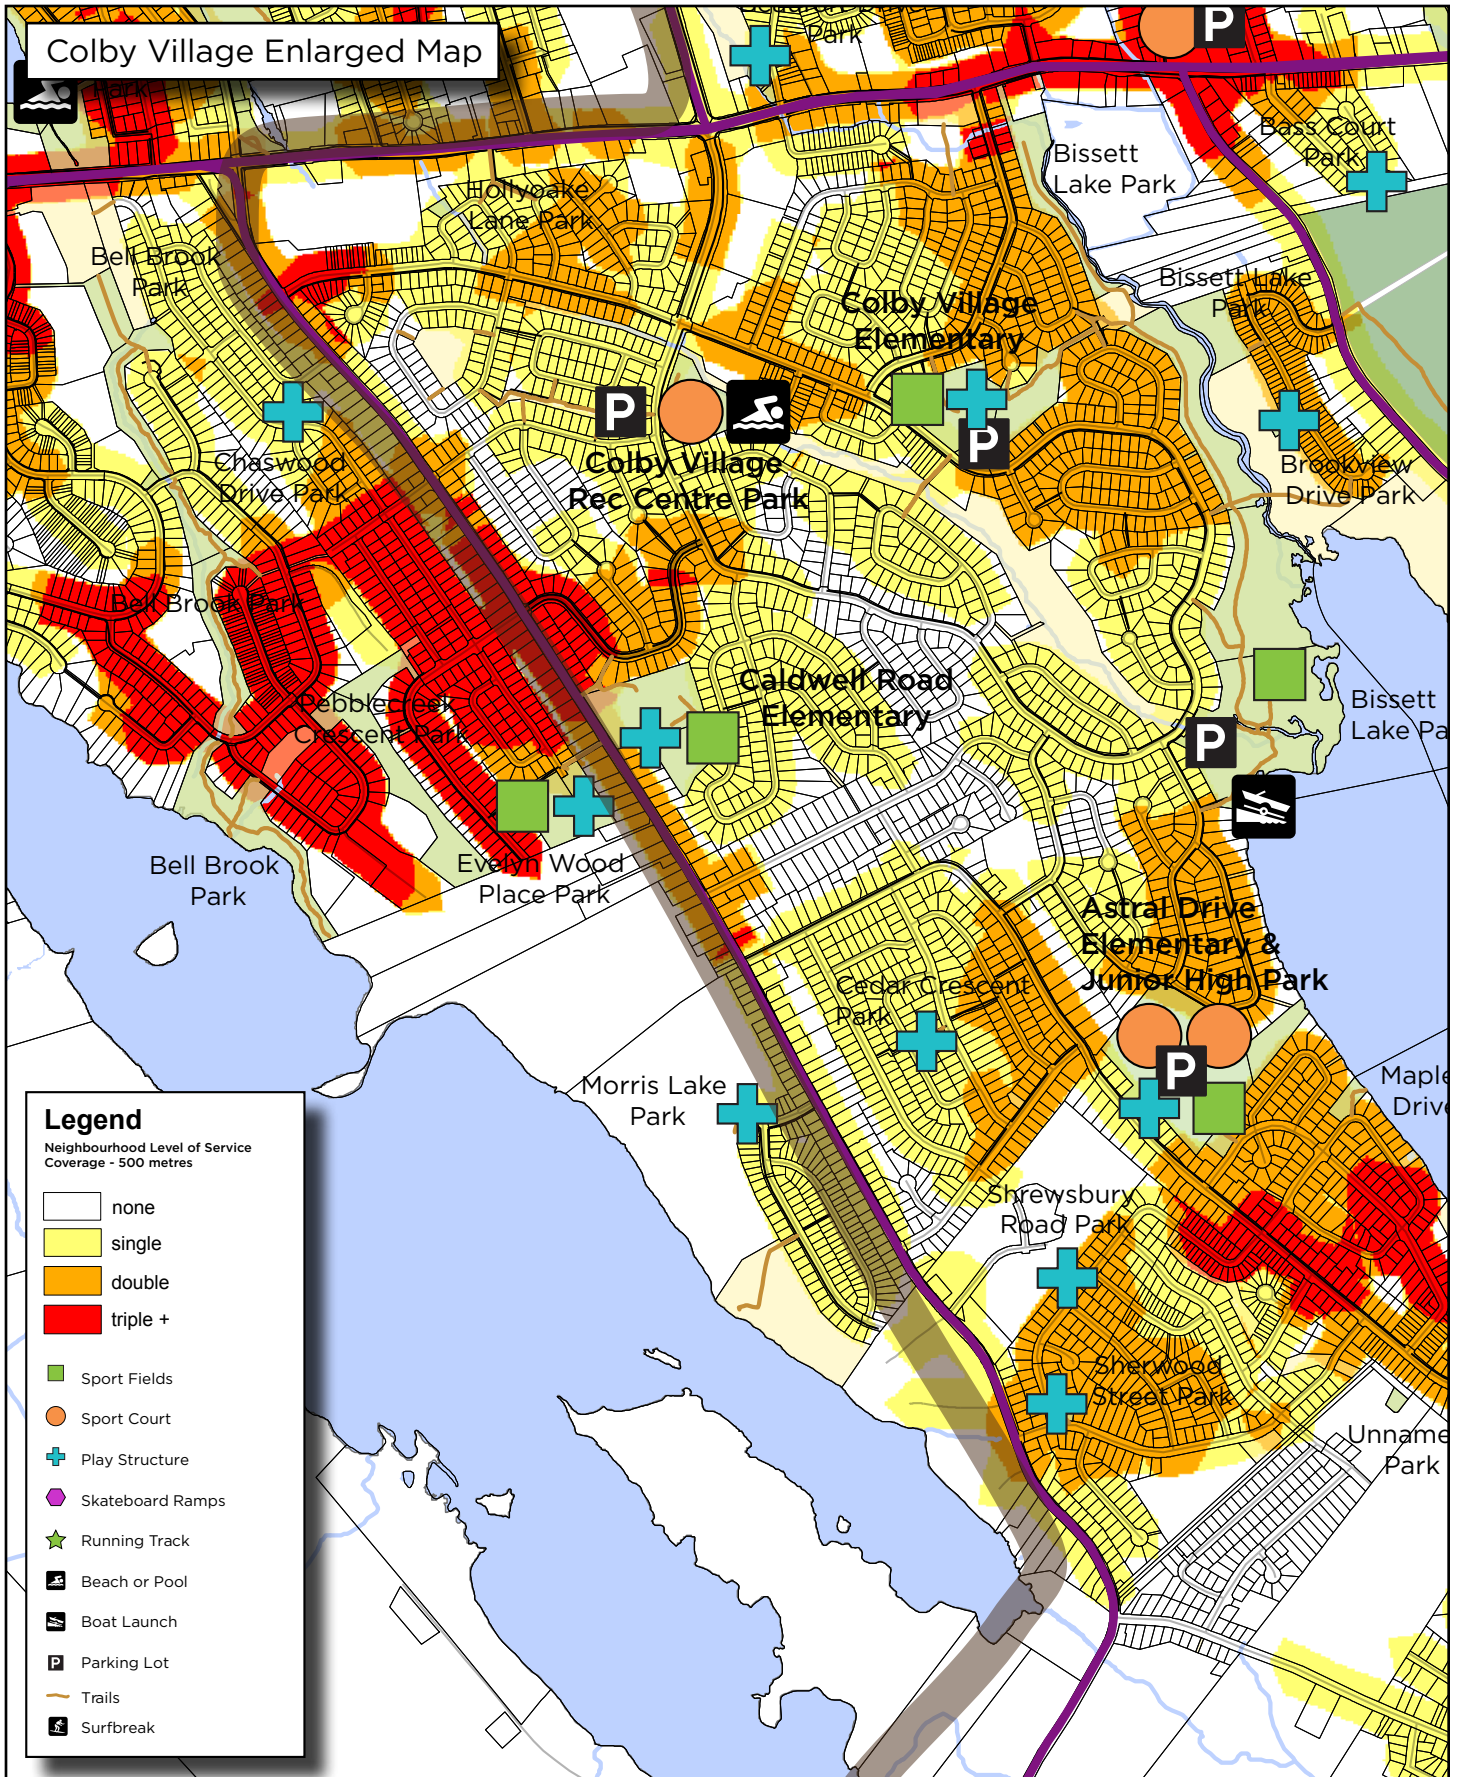 Colby Village Enlarged Map
Park
Park
P
Bass Court
Park
Bissett
Lake Park
Hollyoake
Lane Park
Bell Brook
Park
Bissett Lake
Park
Colby Village
Elementary
P
P
Chaswood
Drive Park
Colby Village
Rec Centre Park
Brookview
Drive Park
Bell Brook Park
Caldwell Road
Elementary
Pebblecreek
Crescent Park
Bissett
Lake Pa
P
Bell Brook
Park
Evelyn Wood
Place Park
Astral Drive
Elementary &
Junior High Park
Cedar Crescent
Park
P
Morris Lake
Park
Maple
Drive
Shrewsbury
Road Park
Sherwood
Street Park
Unname
Park
Legend
Neighbourhood Level of Service
Coverage - 500 metres
none
single
double
triple +
Sport Fields
Sport Court
Play Structure
Skateboard Ramps
Running Track
Beach or Pool
Boat Launch
P Parking Lot
Trails
Surfbreak